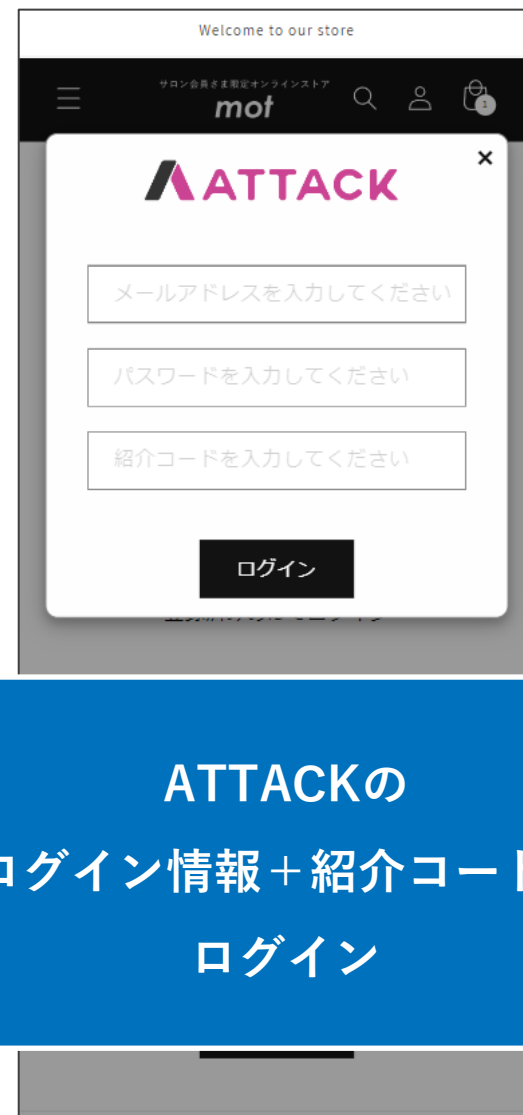 Welcome to our store
サロン会員さま限定オンラインストア
mot
1
×
ATTACK
メールアドレスを入力してください
パスワードを入力してください
紹介コードを入力してください
ログイン
ATTACKの
ログイン情報＋紹介コード
ログイン